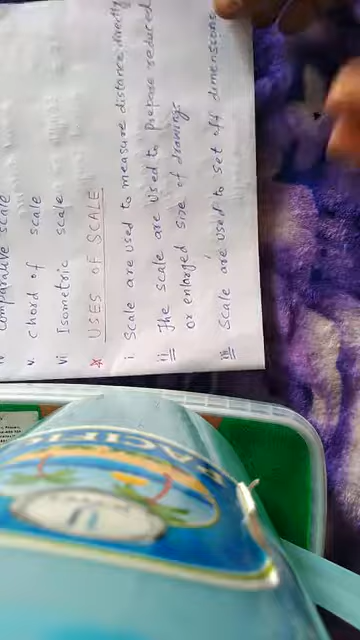 comparative scale
v. Chord of scale
vi Isometric scale
* USES OF SCALE
i. Scale are used to measure distance directly
ii The scale are used to prepare reduced
or enlarged size of drawings
iii Scale are used to set off dimensions
PACIFIC